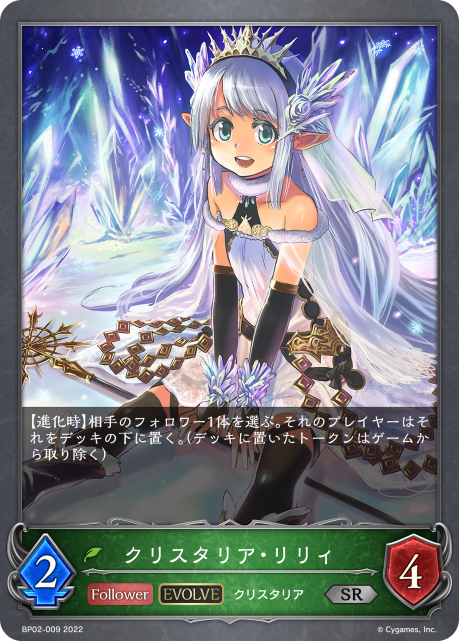 【進化時】相手のフォロワー1体を選ぶ。それのプレイヤーはそ
れをデッキの下に置く。(デッキに置いたトークンはゲームか
ら取り除く)
クリスタリア・リリィ
2
Follower EVOLVE クリスタリア SR
4
BP02-009 2022 © Cygames, Inc.